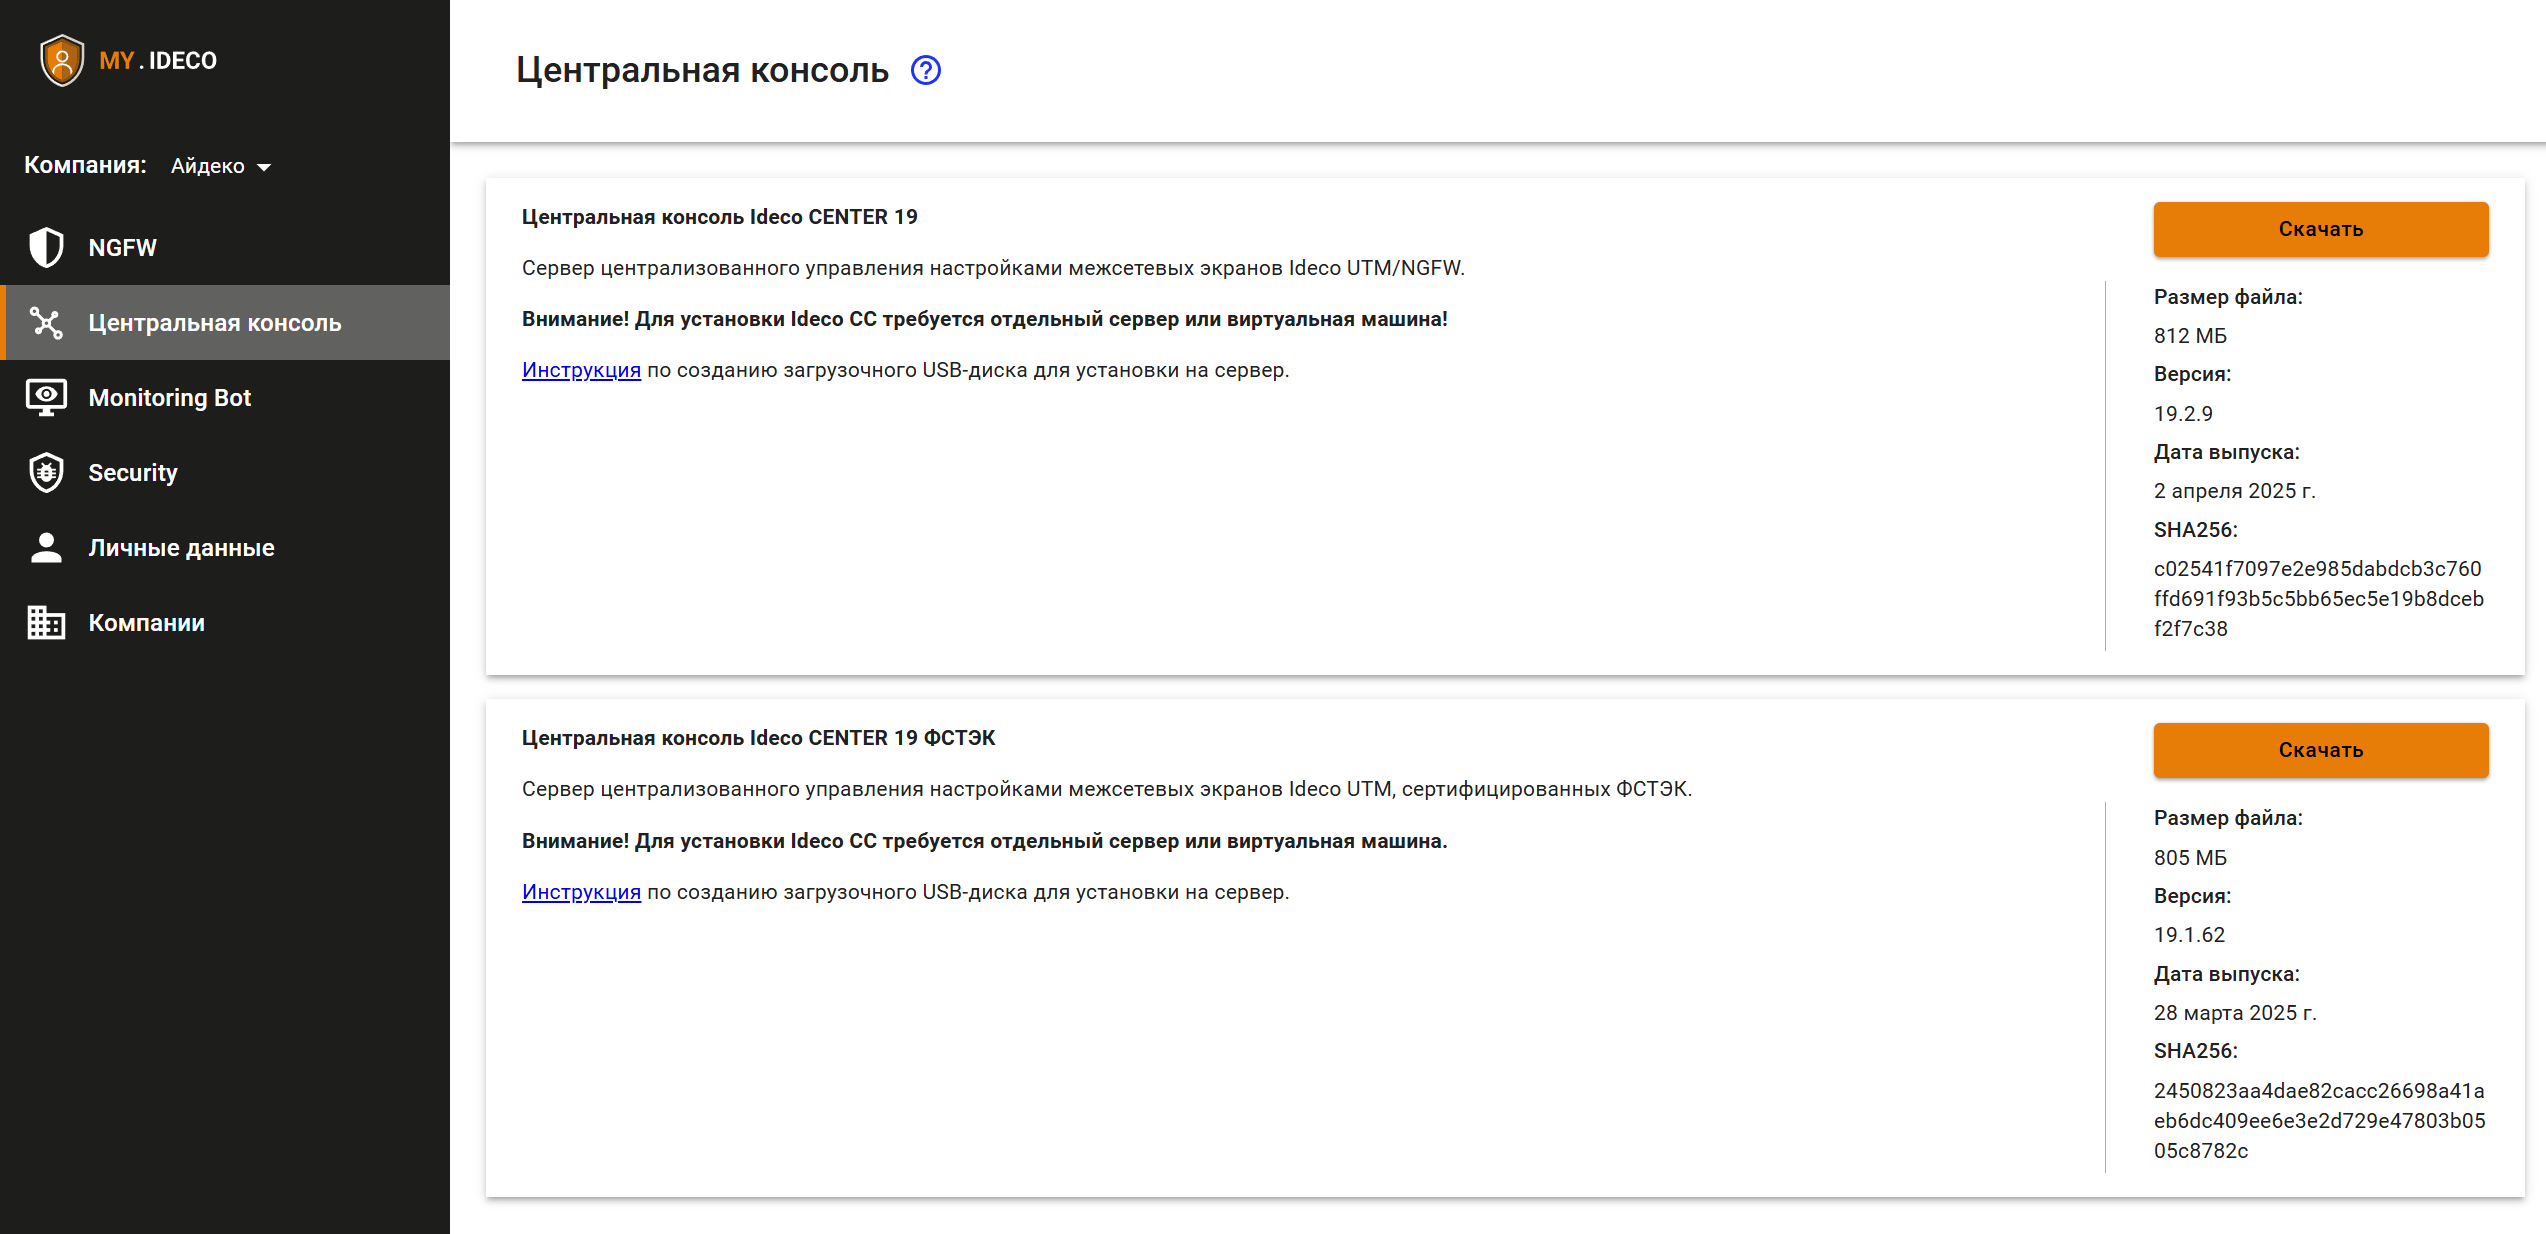 MY . IDECO
Компания: Айдеко
NGFW
Центральная консоль
Monitoring Bot
Security
Личные данные
Компании
Центральная консоль ?
Центральная консоль Ideco CENTER 19
Сервер централизованного управления настройками межсетевых экранов Ideco UTM/NGFW.
Внимание! Для установки Ideco CC требуется отдельный сервер или виртуальная машина!
Инструкция по созданию загрузочного USB-диска для установки на сервер.
Скачать
Размер файла:
812 МБ
Версия:
19.2.9
Дата выпуска:
2 апреля 2025 г.
SHA256:
c02541f7097e2e985dabdcb3c760
ffd691f93b5c5bb65ec5e19b8dceb
f2f7c38
Центральная консоль Ideco CENTER 19 ФСТЭК
Сервер централизованного управления настройками межсетевых экранов Ideco UTM, сертифицированных ФСТЭК.
Внимание! Для установки Ideco CC требуется отдельный сервер или виртуальная машина.
Инструкция по созданию загрузочного USB-диска для установки на сервер.
Скачать
Размер файла:
805 МБ
Версия:
19.1.62
Дата выпуска:
28 марта 2025 г.
SHA256:
2450823aa4dae82cacc26698a41a
eb6dc409ee6e3e2d729e47803b05
05c8782c